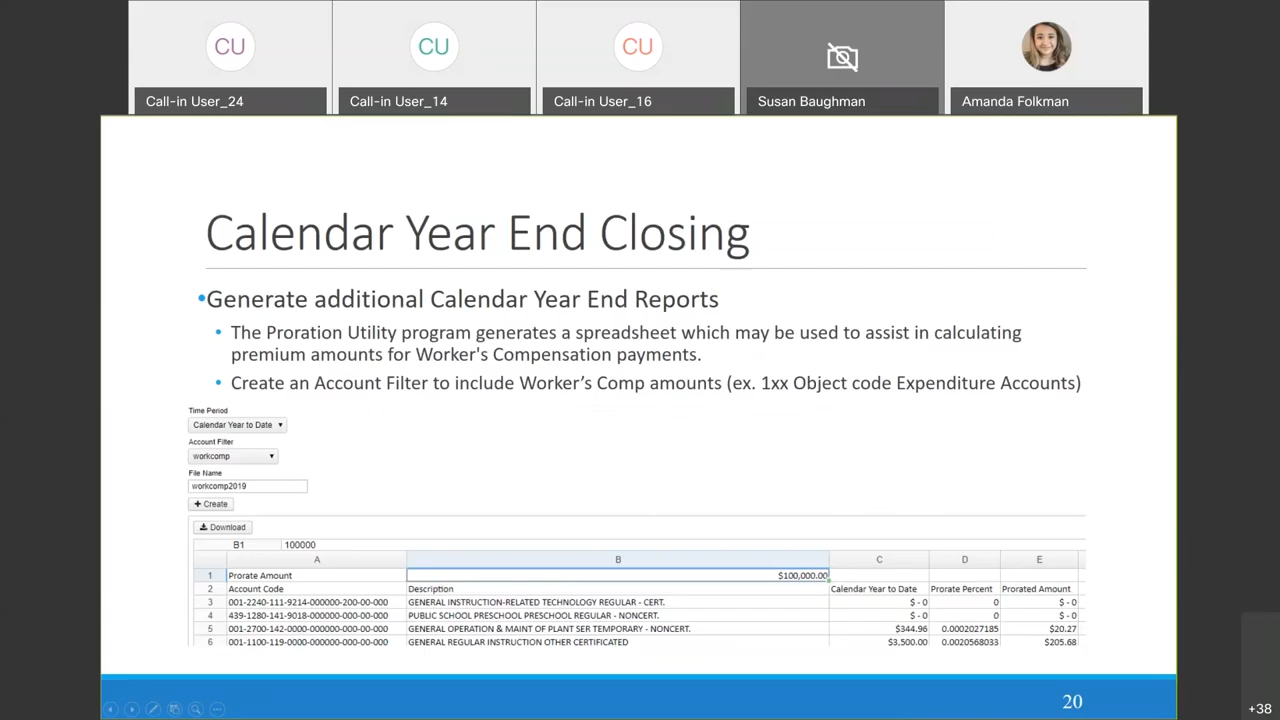 CU
CU
CU
Call-in User_24
Call-in User_14
Call-in User_16
Susan Baughman
Amanda Folkman
Calendar Year End Closing
•Generate additional Calendar Year End Reports
• The Proration Utility program generates a spreadsheet which may be used to assist in calculating
premium amounts for Worker's Compensation payments.
• Create an Account Filter to include Worker's Comp amounts (ex. 1xx Object code Expenditure Accounts)
Time Period
Calendar Year to Date
Account Filter
workcomp
File Name
workcomp2019
+ Create
Download
B1 100000
A B C D E
1 Prorate Amount $100,000.00
2 Account Code Description Calendar Year to Date Prorate Percent Prorated Amount
3 001-2240-111-9214-000000-200-00-000 GENERAL INSTRUCTION-RELATED TECHNOLOGY REGULAR - CERT. $ - 0 0 $ - 0
4 439-1280-141-9018-000000-000-00-000 PUBLIC SCHOOL PRESCHOOL PRESCHOOL REGULAR - NONCERT. $ - 0 0 $ - 0
5 001-2700-142-0000-000000-000-00-000 GENERAL OPERATION & MAINT OF PLANT SER TEMPORARY - NONCERT. $344.96 0.0002027185 $20.27
6 001-1100-119-0000-000000-000-00-000 GENERAL REGULAR INSTRUCTION OTHER CERTIFICATED $3,500.00 0.0020568033 $205.68
20
+38